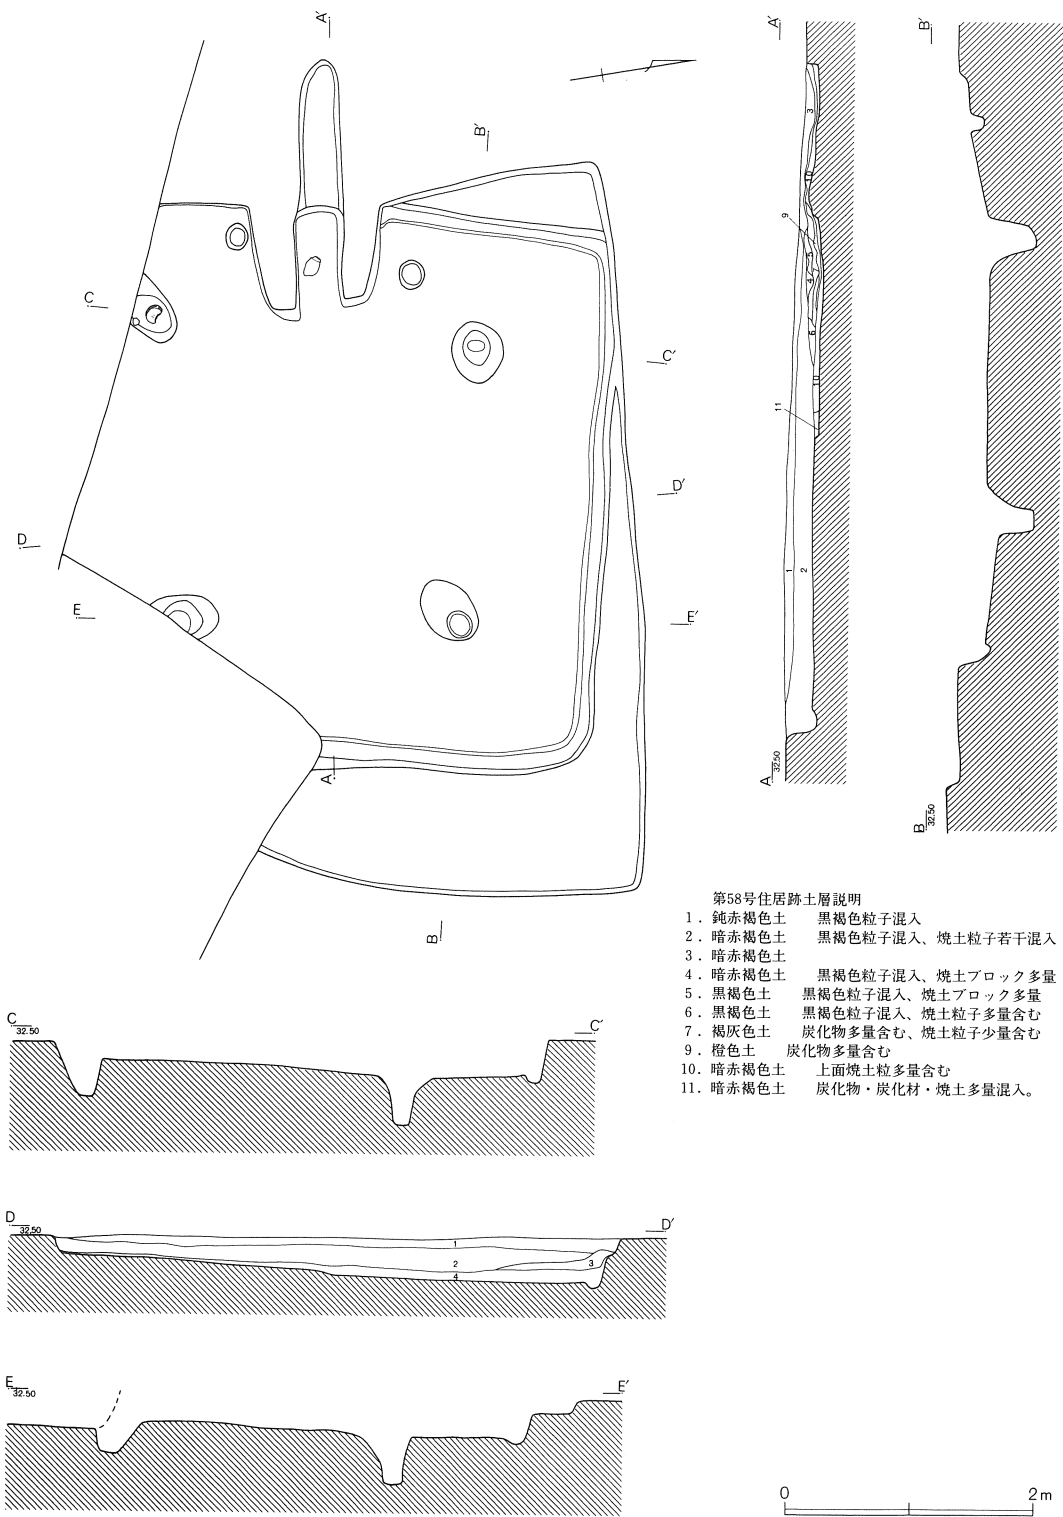 A′
B′
C
C′
D
D′
E
E′
A
B
A′
3
10
9
5
4
6
10
11
1
2
A
32.50
B′
B
32.50
第58号住居跡土層説明
1．鈍赤褐色土　黒褐色粒子混入
2．暗赤褐色土　黒褐色粒子混入、焼土粒子若干混入
3．暗赤褐色土
4．暗赤褐色土　黒褐色粒子混入、焼土ブロック多量
5．黒褐色土　黒褐色粒子混入、焼土ブロック多量
6．黒褐色土　黒褐色粒子混入、焼土粒子多量含む
7．褐灰色土　炭化物多量含む、焼土粒子少量含む
9．橙色土　炭化物多量含む
10．暗赤褐色土　上面焼土粒多量含む
11．暗赤褐色土　炭化物・炭化材・焼土多量混入。
C
32.50
C′
D
32.50
D′
1
2
3
4
E
32.50
E′
0
2m